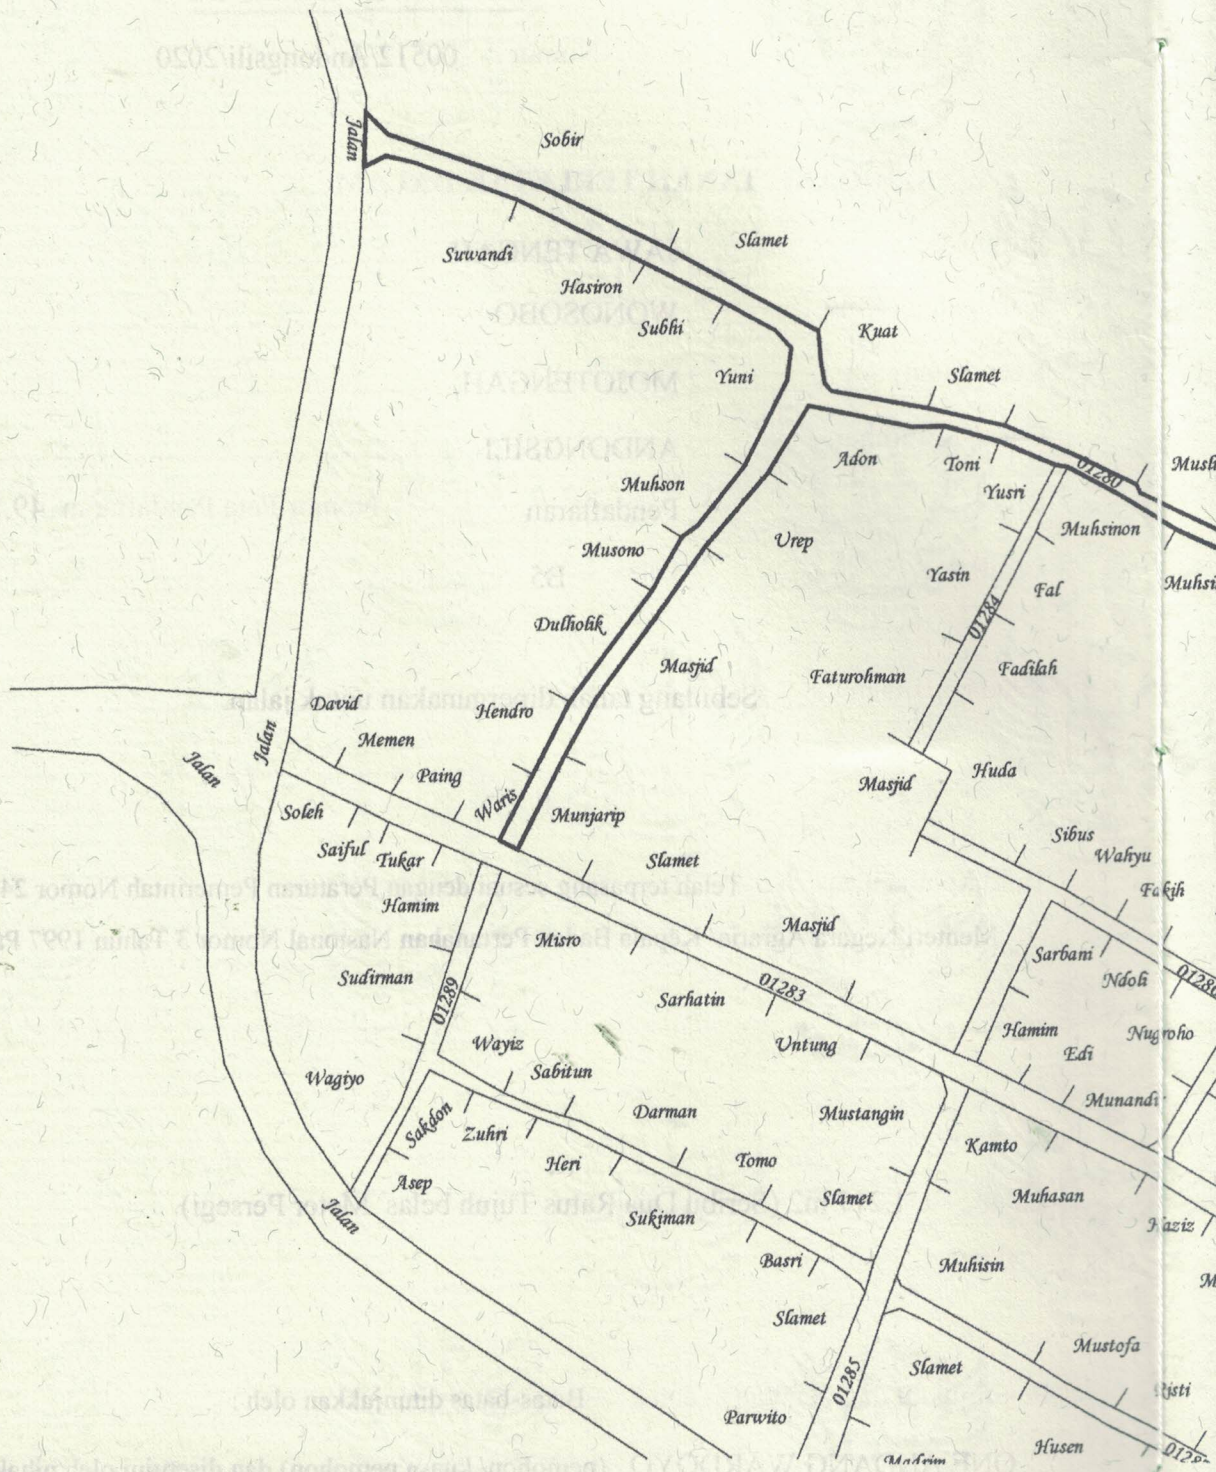 Jalan
Sobir
Suwandi
Slamet
Hasiron
Subhi
Kuat
Yuni
Slamet
Adon
Toni
01280
Yusri
Muhson
Muhsinon
Urep
Musono
Yasin
Fal
Dulholik
01284
Masjid
Faturohman
Fadilah
David
Hendro
Jalan
Memen
Jalan
Paing
Masjid
Huda
Waris
Munjarip
Soleh
Saiful
Tukar
Slamet
Sibus
Wahyu
Fakih
Hamim
Misro
Masjid
Sarbani
Sudirman
01289
Sarhatin
01283
Ndoli
Wayiz
Untung
Hamim
Nugroho
Edi
Wagiyo
Sabitun
Sakdon
Darman
Mustangin
Munandir
Zuhri
Kamto
Heri
Tomo
Asep
Slamet
Muhasan
Jalan
Sukiman
Haziz
Basri
Muhisin
Slamet
Mustofa
01285
Slamet
Risti
Parwito
Husen
Madrim